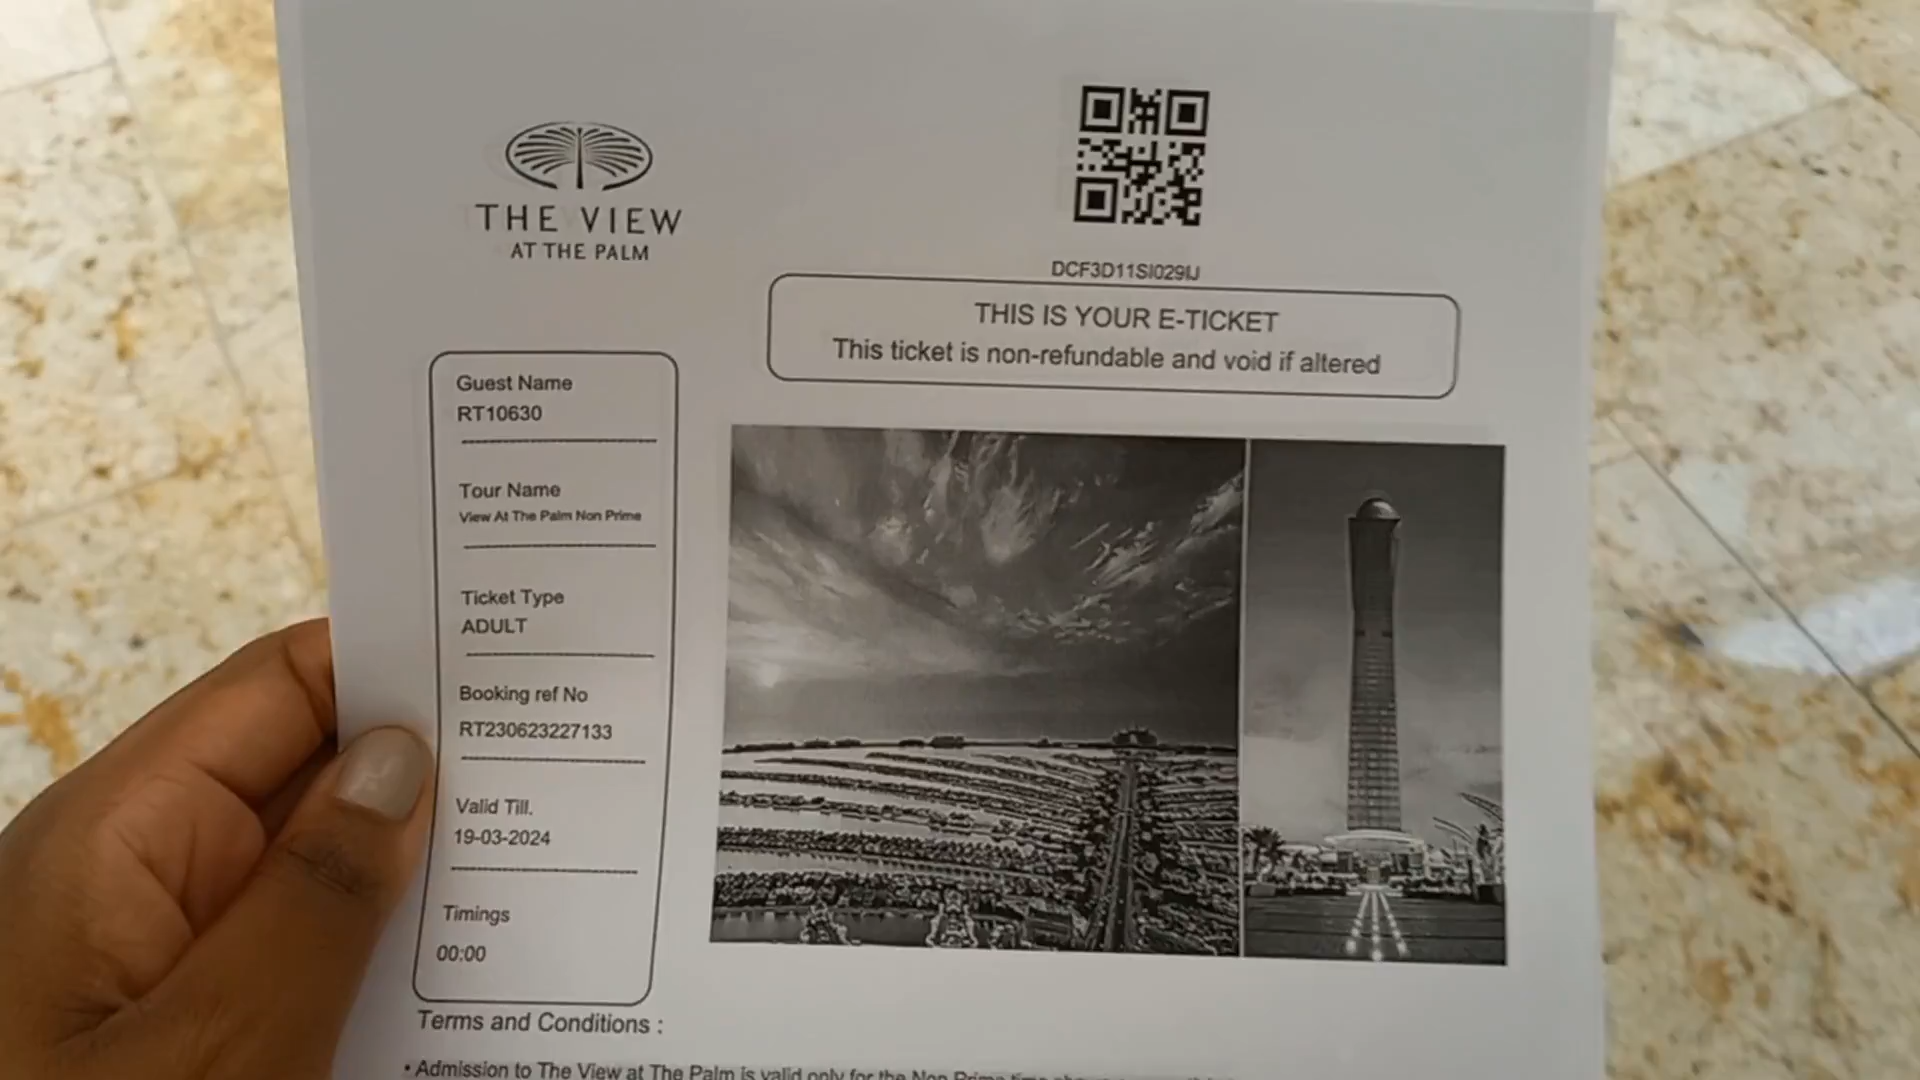 THE VIEW
AT THE PALM
DCF3D11SI029IJ
THIS IS YOUR E-TICKET
This ticket is non-refundable and void if altered
Guest Name
RT10630
Tour Name
View At The Palm Non Prime
Ticket Type
ADULT
Booking ref No
RT230623227133
Valid Till.
19-03-2024
Timings
00:00
Terms and Conditions :
• Admission to The View at The Palm is valid only for the Non Prime time